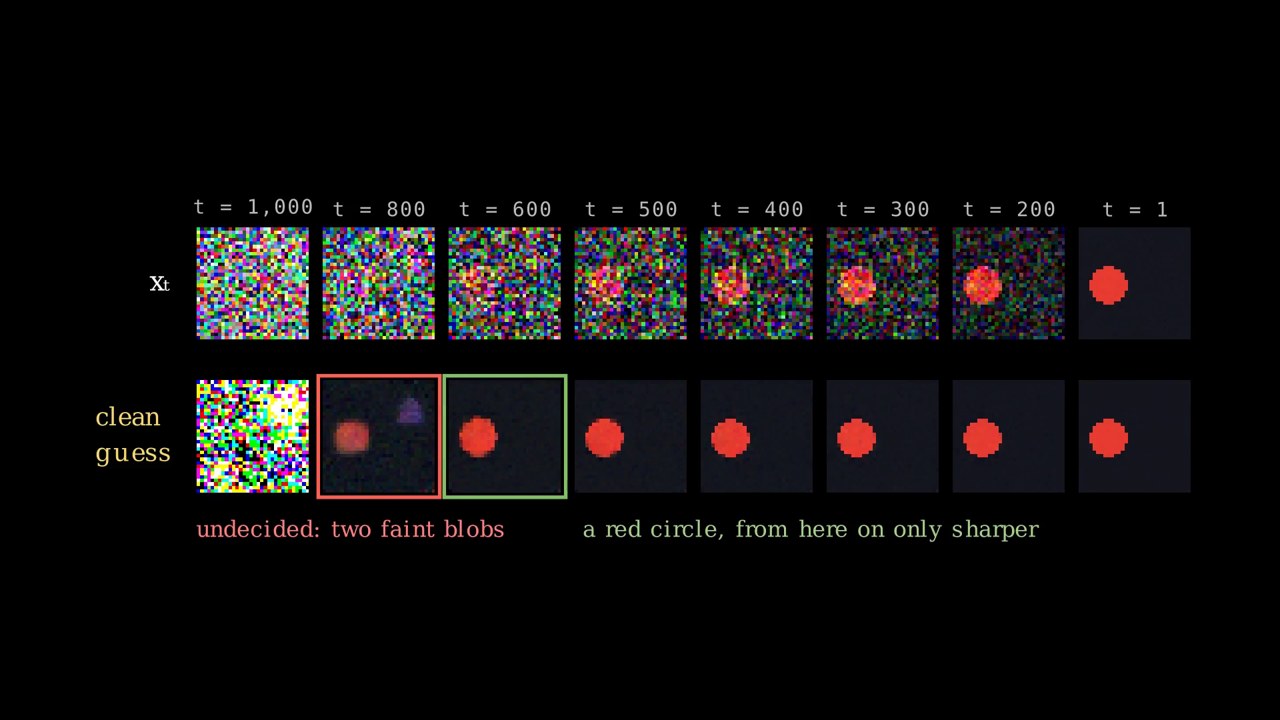 t = 1,000 t = 800 t = 600 t = 500 t = 400 t = 300 t = 200 t = 1
xₜ
clean
guess
undecided: two faint blobs
a red circle, from here on only sharper